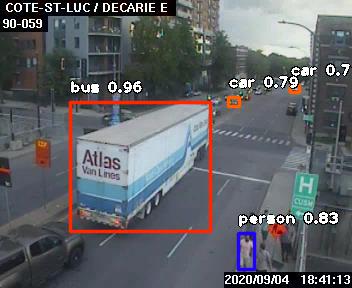 COTE-ST-LUC / DECARIE E
90-059
bus 0.96
car 0.79
car 0.7
Atlas
Van Lines
H
CUSM
person 0.83
2020/09/04 18:41:13